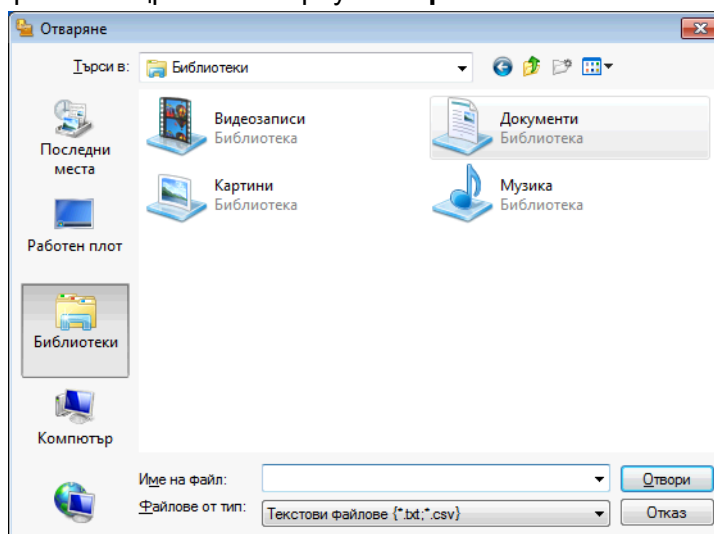 Отваряне
Търси в:
Библиотеки
Последни
места
Работен плот
Библиотеки
Компютър
Видеозаписи
Библиотека
Документи
Библиотека
Картини
Библиотека
Музика
Библиотека
Име на файл:
Отвори
Файлове от тип:
Текстови файлове {*.txt;*.csv}
Отказ